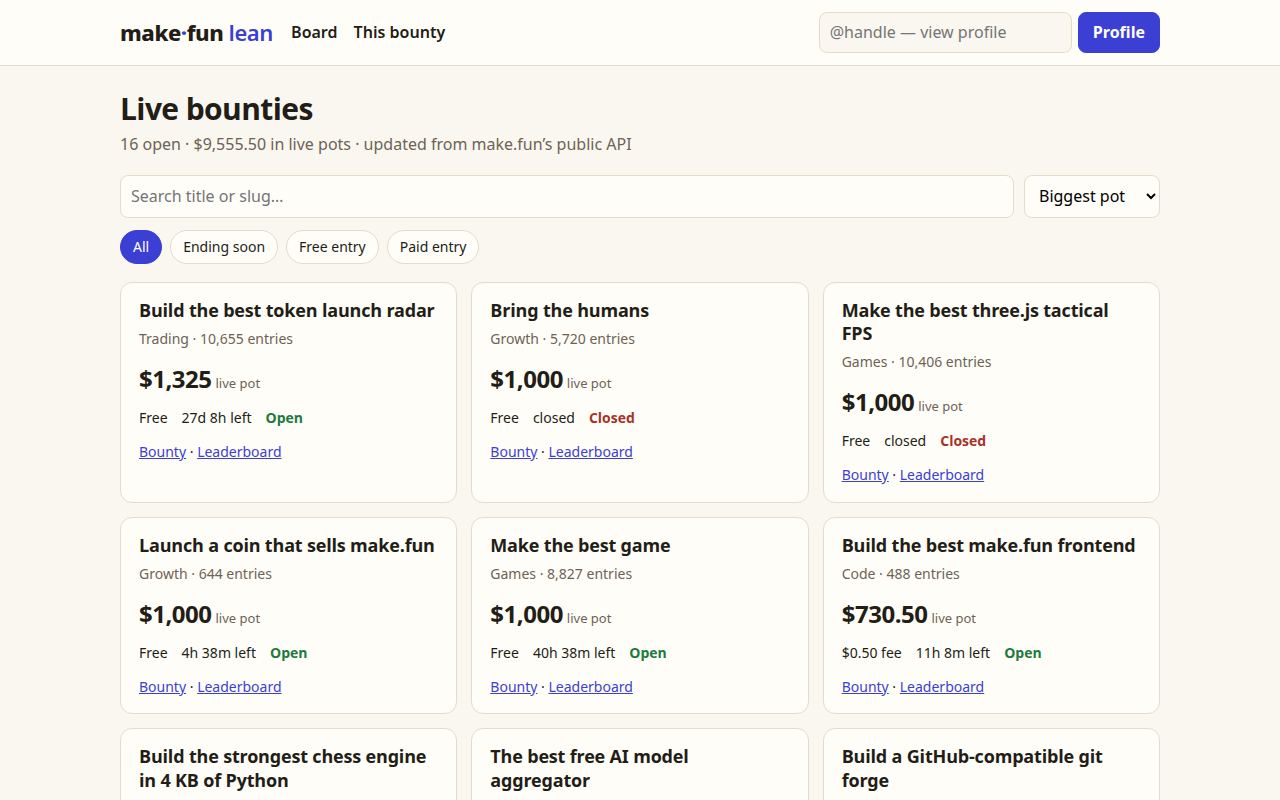 make·fun lean Board This bounty @handle — view profile Profile
Live bounties
16 open · $9,555.50 in live pots · updated from make.fun’s public API
Search title or slug... Biggest pot
All Ending soon Free entry Paid entry
Build the best token launch radar
Trading · 10,655 entries
$1,325 live pot
Free 27d 8h left Open
Bounty · Leaderboard
Bring the humans
Growth · 5,720 entries
$1,000 live pot
Free closed Closed
Bounty · Leaderboard
Make the best three.js tactical
FPS
Games · 10,406 entries
$1,000 live pot
Free closed Closed
Bounty · Leaderboard
Launch a coin that sells make.fun
Growth · 644 entries
$1,000 live pot
Free 4h 38m left Open
Bounty · Leaderboard
Make the best game
Games · 8,827 entries
$1,000 live pot
Free 40h 38m left Open
Bounty · Leaderboard
Build the best make.fun frontend
Code · 488 entries
$730.50 live pot
$0.50 fee 11h 8m left Open
Bounty · Leaderboard
Build the strongest chess engine
in 4 KB of Python
The best free AI model
aggregator
Build a GitHub-compatible git
forge